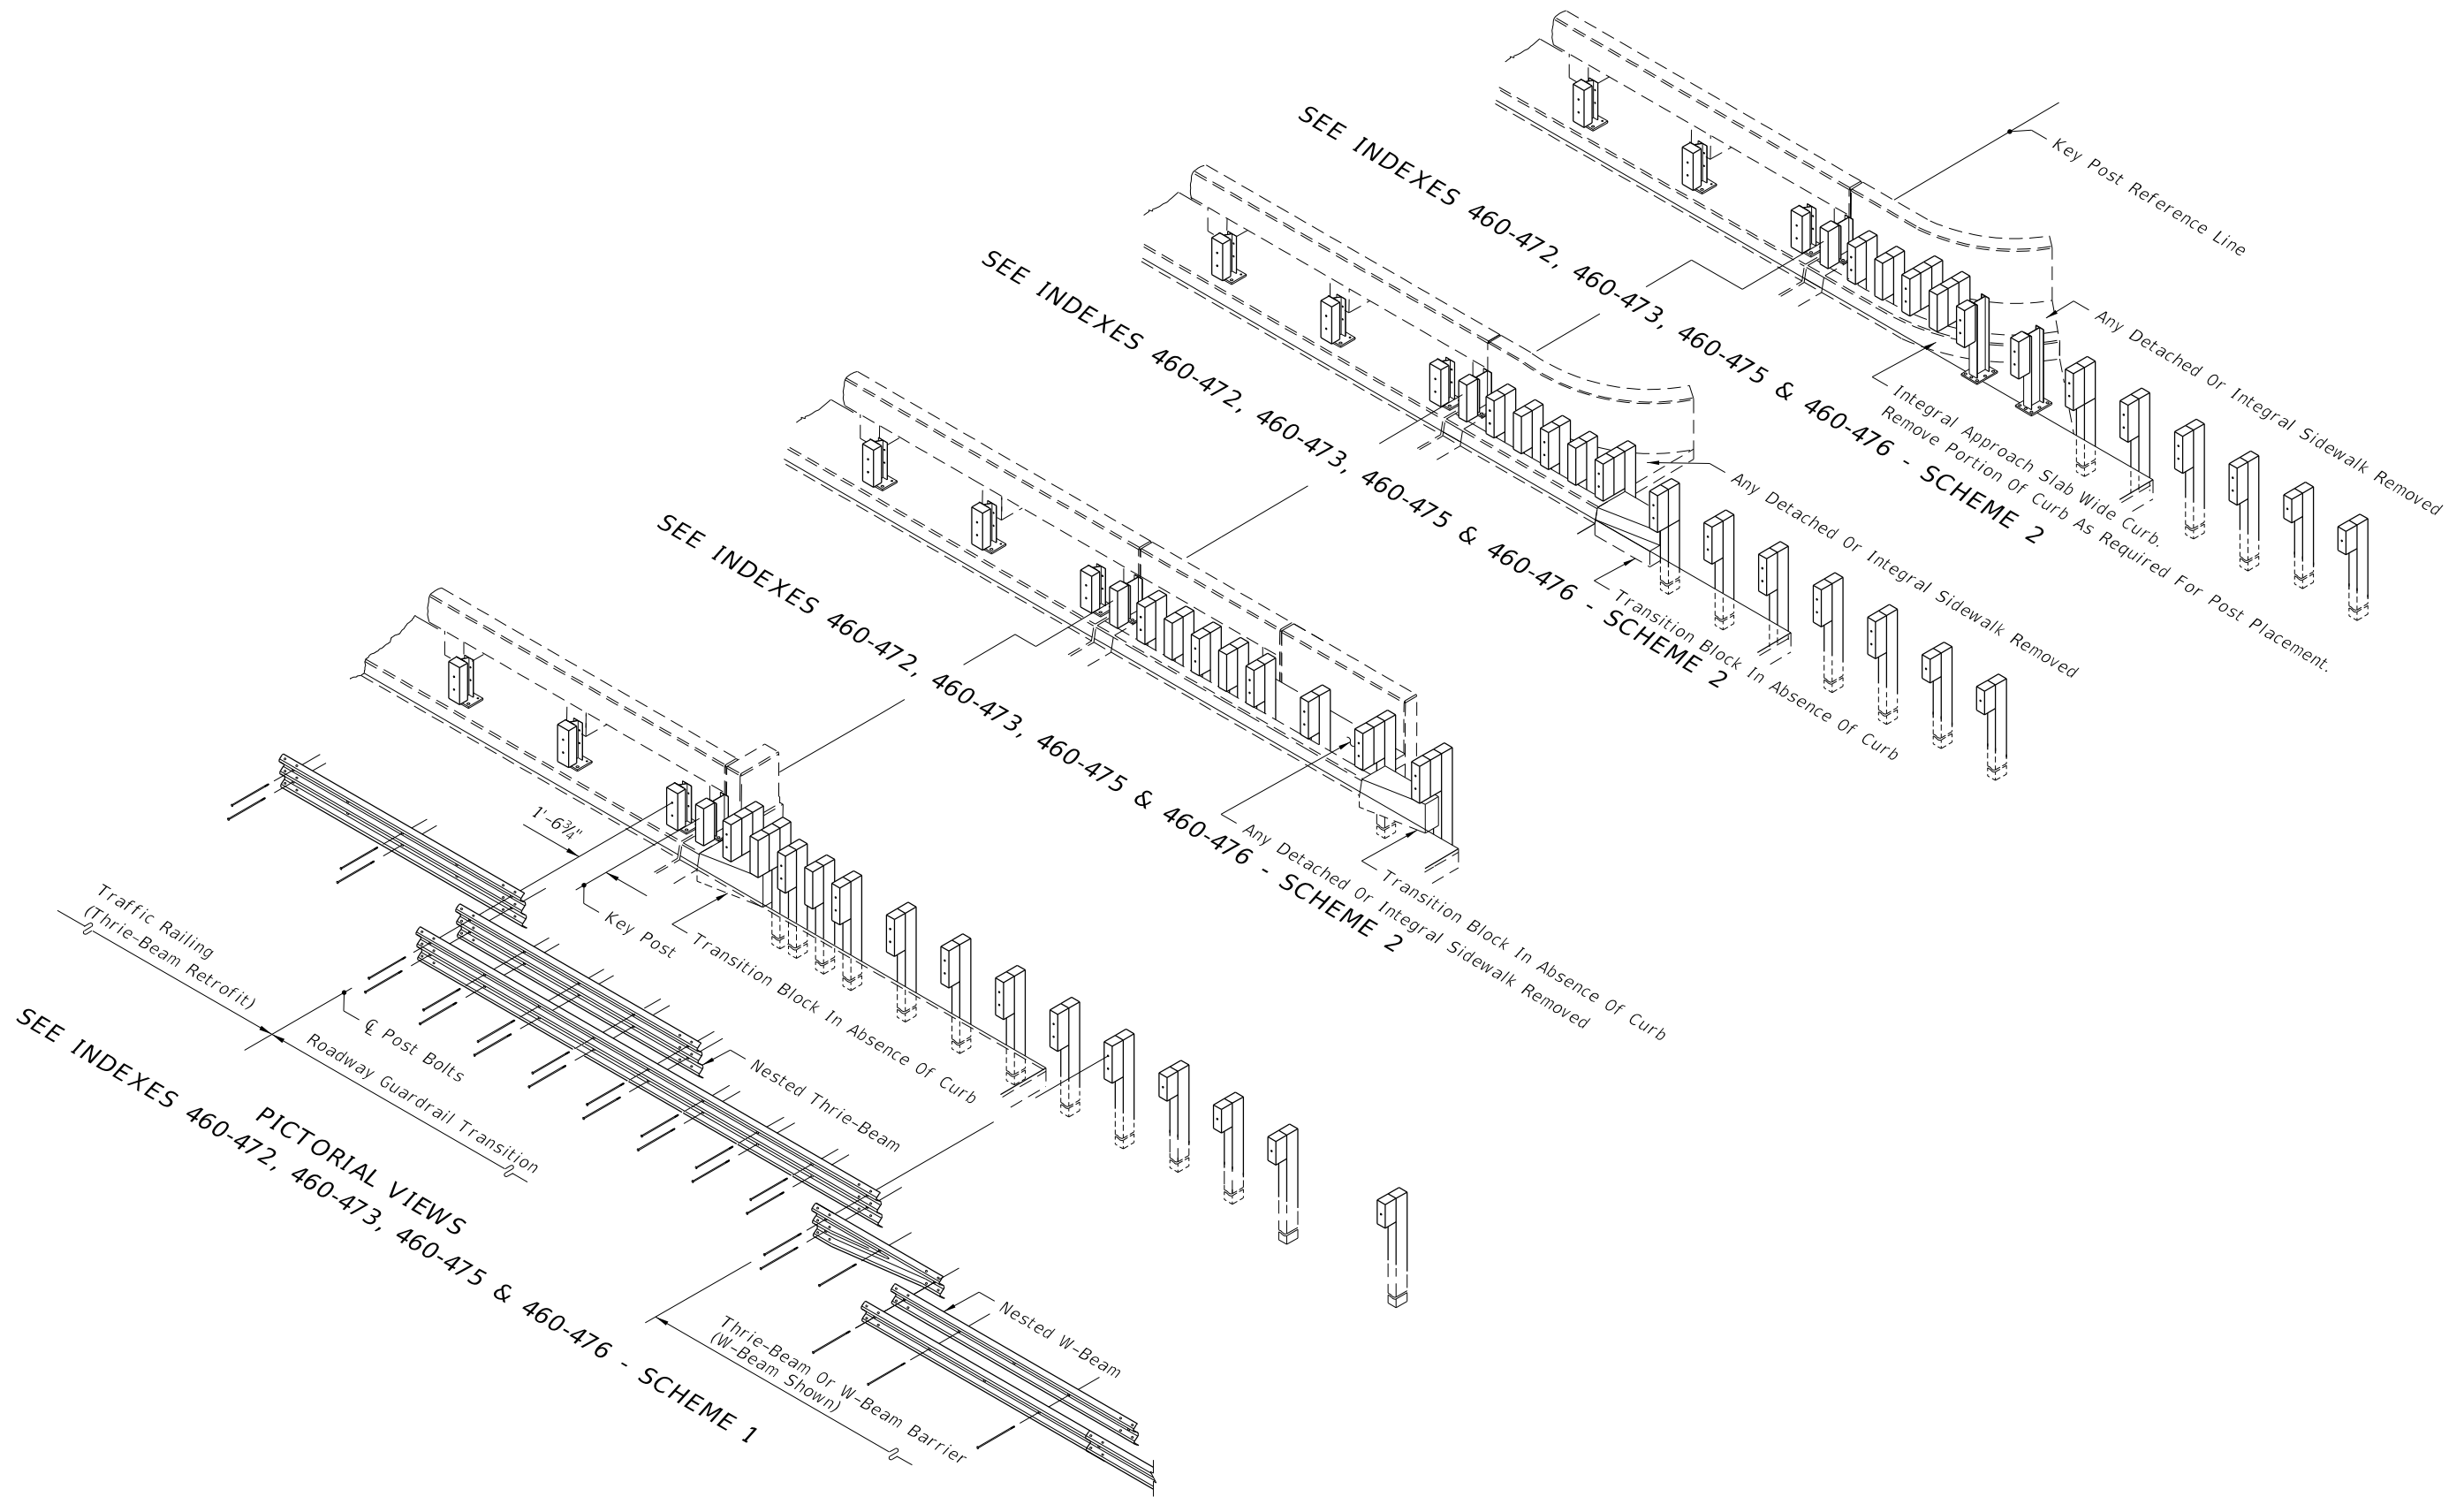 Key Post Reference Line
SEE INDEXES 460-472, 460-473, 460-475 & 460-476 - SCHEME 2
Any Detached Or Integral Sidewalk Removed
Integral Approach Slab Wide Curb.
Remove Portion Of Curb As Required For Post Placement.
SEE INDEXES 460-472, 460-473, 460-475 & 460-476 - SCHEME 2
Any Detached Or Integral Sidewalk Removed
Transition Block In Absence Of Curb
SEE INDEXES 460-472, 460-473, 460-475 & 460-476 - SCHEME 2
Transition Block In Absence Of Curb
Any Detached Or Integral Sidewalk Removed
1'-6¾"
Key Post
Transition Block In Absence Of Curb
Traffic Railing
(Thrie-Beam Retrofit)
℄ Post Bolts
Roadway Guardrail Transition
Nested Thrie-Beam
Nested W-Beam
Thrie-Beam Or W-Beam Barrier
(W-Beam Shown)
PICTORIAL VIEWS
SEE INDEXES 460-472, 460-473, 460-475 & 460-476 - SCHEME 1